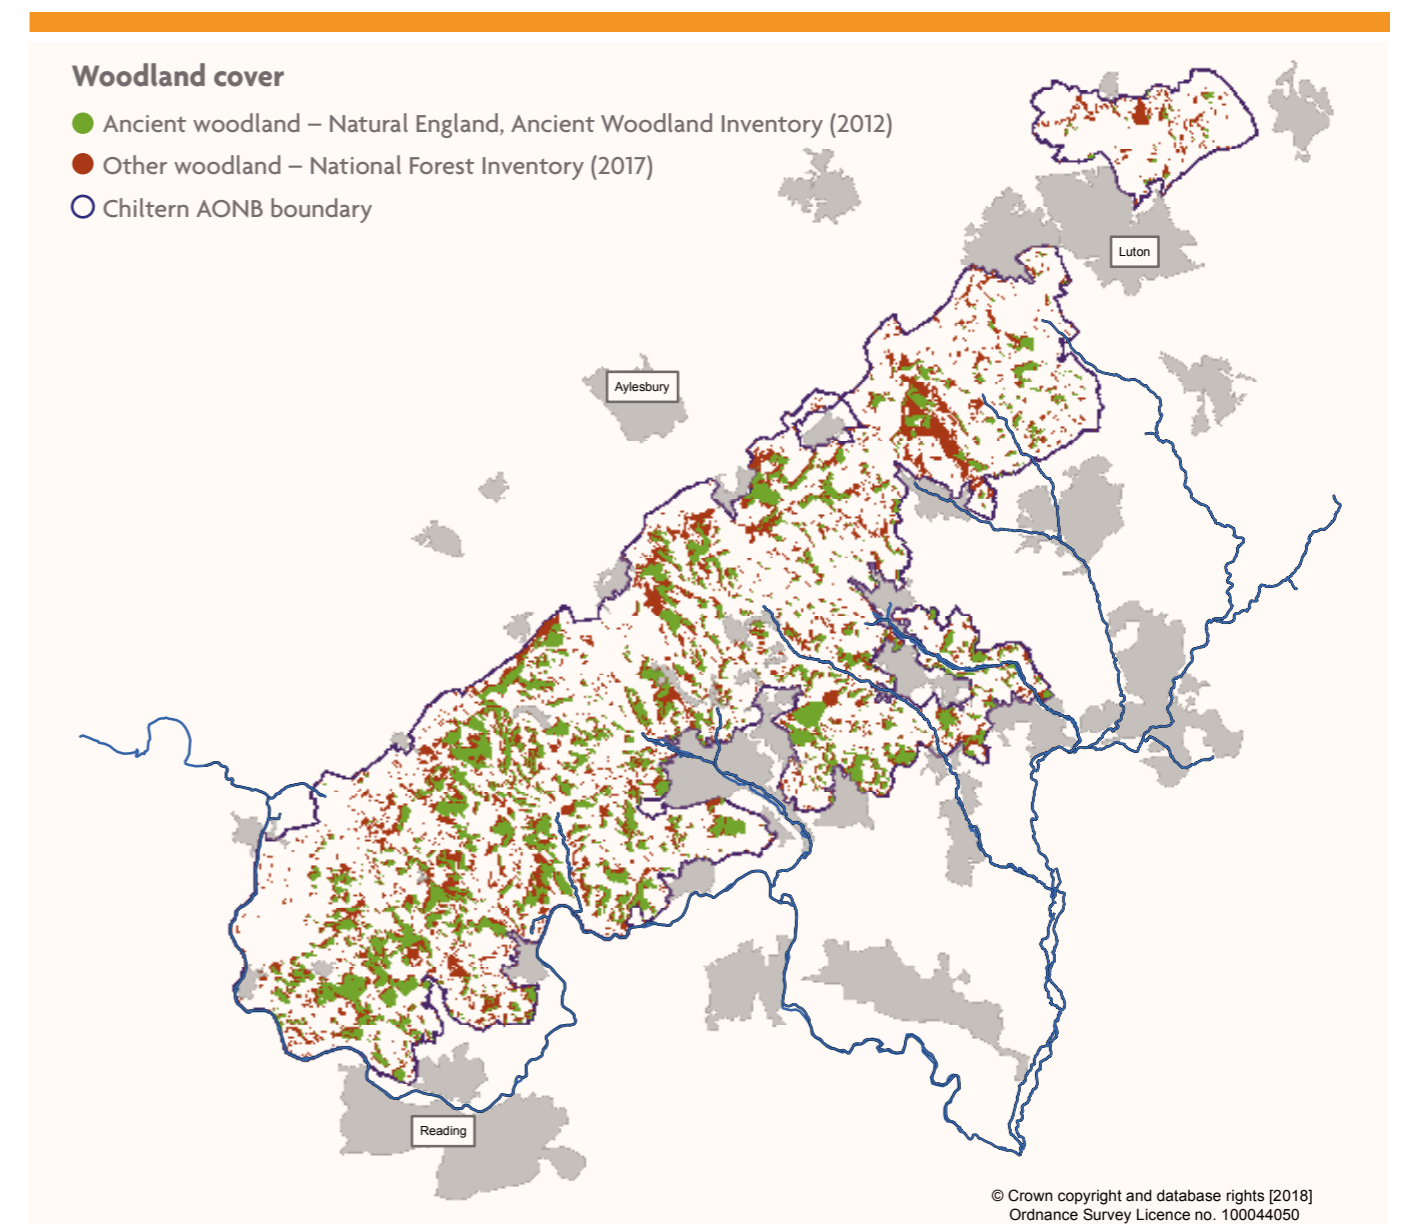 Woodland cover
Ancient woodland – Natural England, Ancient Woodland Inventory (2012)
Other woodland – National Forest Inventory (2017)
Chiltern AONB boundary
Luton
Aylesbury
Reading
© Crown copyright and database rights [2018]
Ordnance Survey Licence no. 100044050